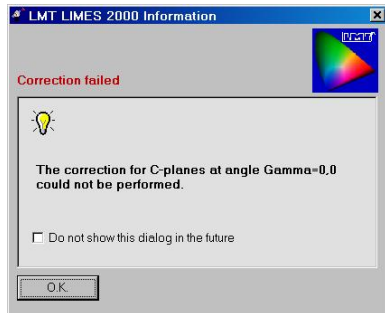 LMT LIMES 2000 Information
Correction failed
The correction for C-planes at angle Gamma=0,0
could not be performed.
Do not show this dialog in the future
O.K.